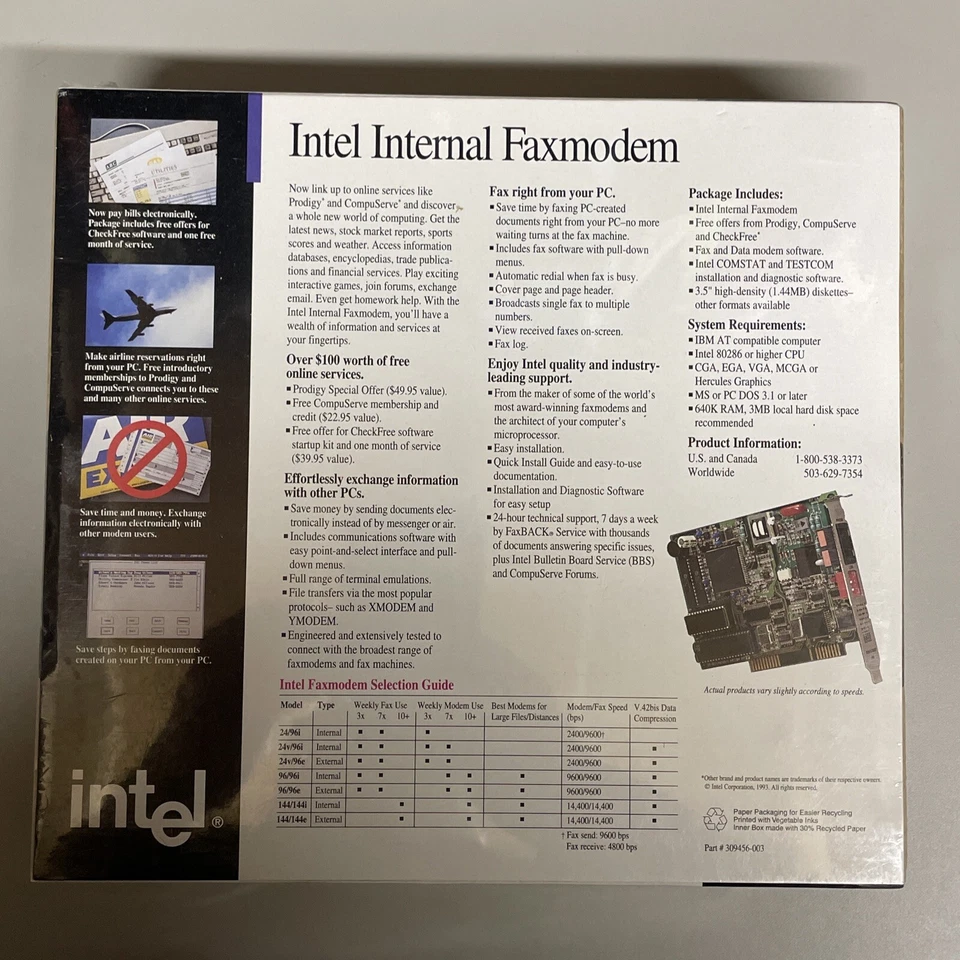 Intel Internal Faxmodem
Now pay bills electronically.
Package includes free offers for
CheckFree software and one free
month of service.
Make airline reservations right
from your PC. Free introductory
memberships to Prodigy and
CompuServe connects you to these
and many other online services.
AIR
EX
Save time and money. Exchange
information electronically with
other modem users.
Save steps by faxing documents
created on your PC from your PC.
intel®
Now link up to online services like
Prodigy* and CompuServe* and discover
a whole new world of computing. Get the
latest news, stock market reports, sports
scores and weather. Access information
databases, encyclopedias, trade publica-
tions and financial services. Play exciting
interactive games, join forums, exchange
email. Even get homework help. With the
Intel Internal Faxmodem, you'll have a
wealth of information and services at
your fingertips.
Over $100 worth of free
online services.
▪ Prodigy Special Offer ($49.95 value).
▪ Free CompuServe membership and
credit ($22.95 value).
▪ Free offer for CheckFree software
startup kit and one month of service
($39.95 value).
Effortlessly exchange information
with other PCs.
▪ Save money by sending documents elec-
tronically instead of by messenger or air.
▪ Includes communications software with
easy point-and-select interface and pull-
down menus.
▪ Full range of terminal emulations.
▪ File transfers via the most popular
protocols– such as XMODEM and
YMODEM.
▪ Engineered and extensively tested to
connect with the broadest range of
faxmodems and fax machines.
Fax right from your PC.
▪ Save time by faxing PC-created
documents right from your PC–no more
waiting turns at the fax machine.
▪ Includes fax software with pull-down
menus.
▪ Automatic redial when fax is busy.
▪ Cover page and page header.
▪ Broadcasts single fax to multiple
numbers.
▪ View received faxes on-screen.
▪ Fax log.
Enjoy Intel quality and industry-
leading support.
▪ From the maker of some of the world's
most award-winning faxmodems and
the architect of your computer's
microprocessor.
▪ Easy installation.
▪ Quick Install Guide and easy-to-use
documentation.
▪ Installation and Diagnostic Software
for easy setup
▪ 24-hour technical support, 7 days a week
by FaxBACK® Service with thousands
of documents answering specific issues,
plus Intel Bulletin Board Service (BBS)
and CompuServe Forums.
Package Includes:
▪ Intel Internal Faxmodem
▪ Free offers from Prodigy, CompuServe
and CheckFree*
▪ Fax and Data modem software.
▪ Intel COMSTAT and TESTCOM
installation and diagnostic software.
▪ 3.5" high-density (1.44MB) diskettes–
other formats available
System Requirements:
▪ IBM AT compatible computer
▪ Intel 80286 or higher CPU
▪ CGA, EGA, VGA, MCGA or
Hercules Graphics
▪ MS or PC DOS 3.1 or later
▪ 640K RAM, 3MB local hard disk space
recommended
Product Information:
U.S. and Canada 1-800-538-3373
Worldwide 503-629-7354
Actual products vary slightly according to speeds.
Intel Faxmodem Selection Guide
Model Type Weekly Fax Use Weekly Modem Use Best Modems for Modem/Fax Speed V.42bis Data
3x 7x 10+ 3x 7x 10+ Large Files/Distances (bps) Compression
24/96i Internal ▪ ▪ ▪ 2400/9600†
24v/96i Internal ▪ ▪ ▪ ▪ 2400/9600 ▪
24v/96e External ▪ ▪ ▪ ▪ 2400/9600 ▪
96/96i Internal ▪ ▪ ▪ ▪ ▪ 9600/9600 ▪
96/96e External ▪ ▪ ▪ ▪ ▪ 9600/9600 ▪
144/144i Internal ▪ ▪ ▪ 14,400/14,400 ▪
144/144e External ▪ ▪ ▪ 14,400/14,400 ▪
† Fax send: 9600 bps
Fax receive: 4800 bps
*Other brand and product names are trademarks of their respective owners.
© Intel Corporation, 1993. All rights reserved.
Paper Packaging for Easier Recycling
Printed with Vegetable Inks
Inner Box made with 30% Recycled Paper
Part # 309456-003